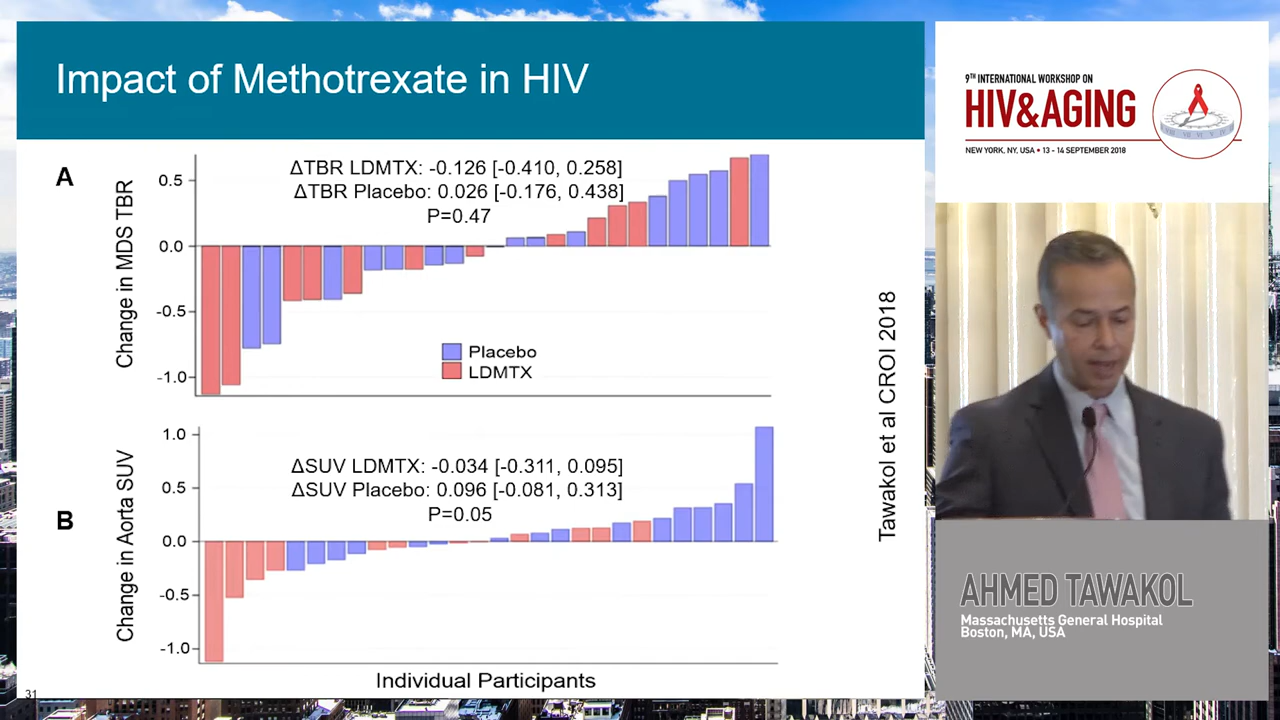 Impact of Methotrexate in HIV
A
Change in MDS TBR
0.5
0.0
-0.5
-1.0
ΔTBR LDMTX: -0.126 [-0.410, 0.258]
ΔTBR Placebo: 0.026 [-0.176, 0.438]
P=0.47
Placebo
LDMTX
B
Change in Aorta SUV
1.0
0.5
0.0
-0.5
-1.0
ΔSUV LDMTX: -0.034 [-0.311, 0.095]
ΔSUV Placebo: 0.096 [-0.081, 0.313]
P=0.05
Individual Participants
Tawakol et al CROI 2018
31
9TH INTERNATIONAL WORKSHOP ON
HIV&AGING
NEW YORK, NY, USA • 13 - 14 SEPTEMBER 2018
AHMED TAWAKOL
Massachusetts General Hospital
Boston, MA, USA